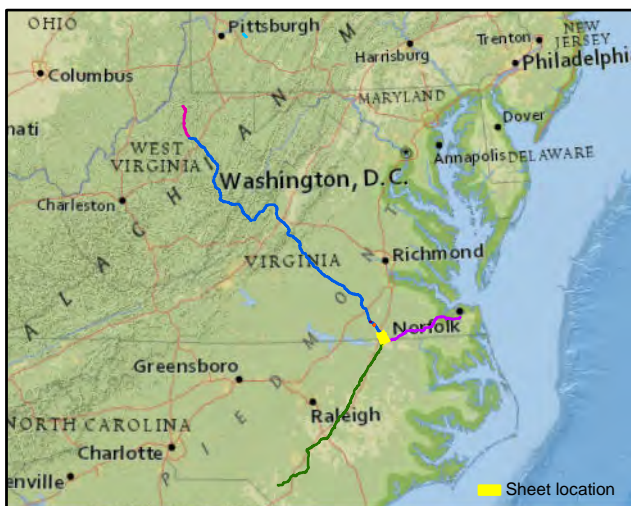 OHIO
Pittsburgh
NEW
JERSEY
Trenton
Harrisburg
Philadelphia
Columbus
MARYLAND
Dover
nati
WEST
VIRGINIA
Annapolis
DELAWARE
Washington, D.C.
Charleston
Richmond
VIRGINIA
A L A C H I A N M
O N T
Norfolk
Greensboro
P I E D M
Raleigh
NORTH CAROLINA
Charlotte
enville
Sheet location